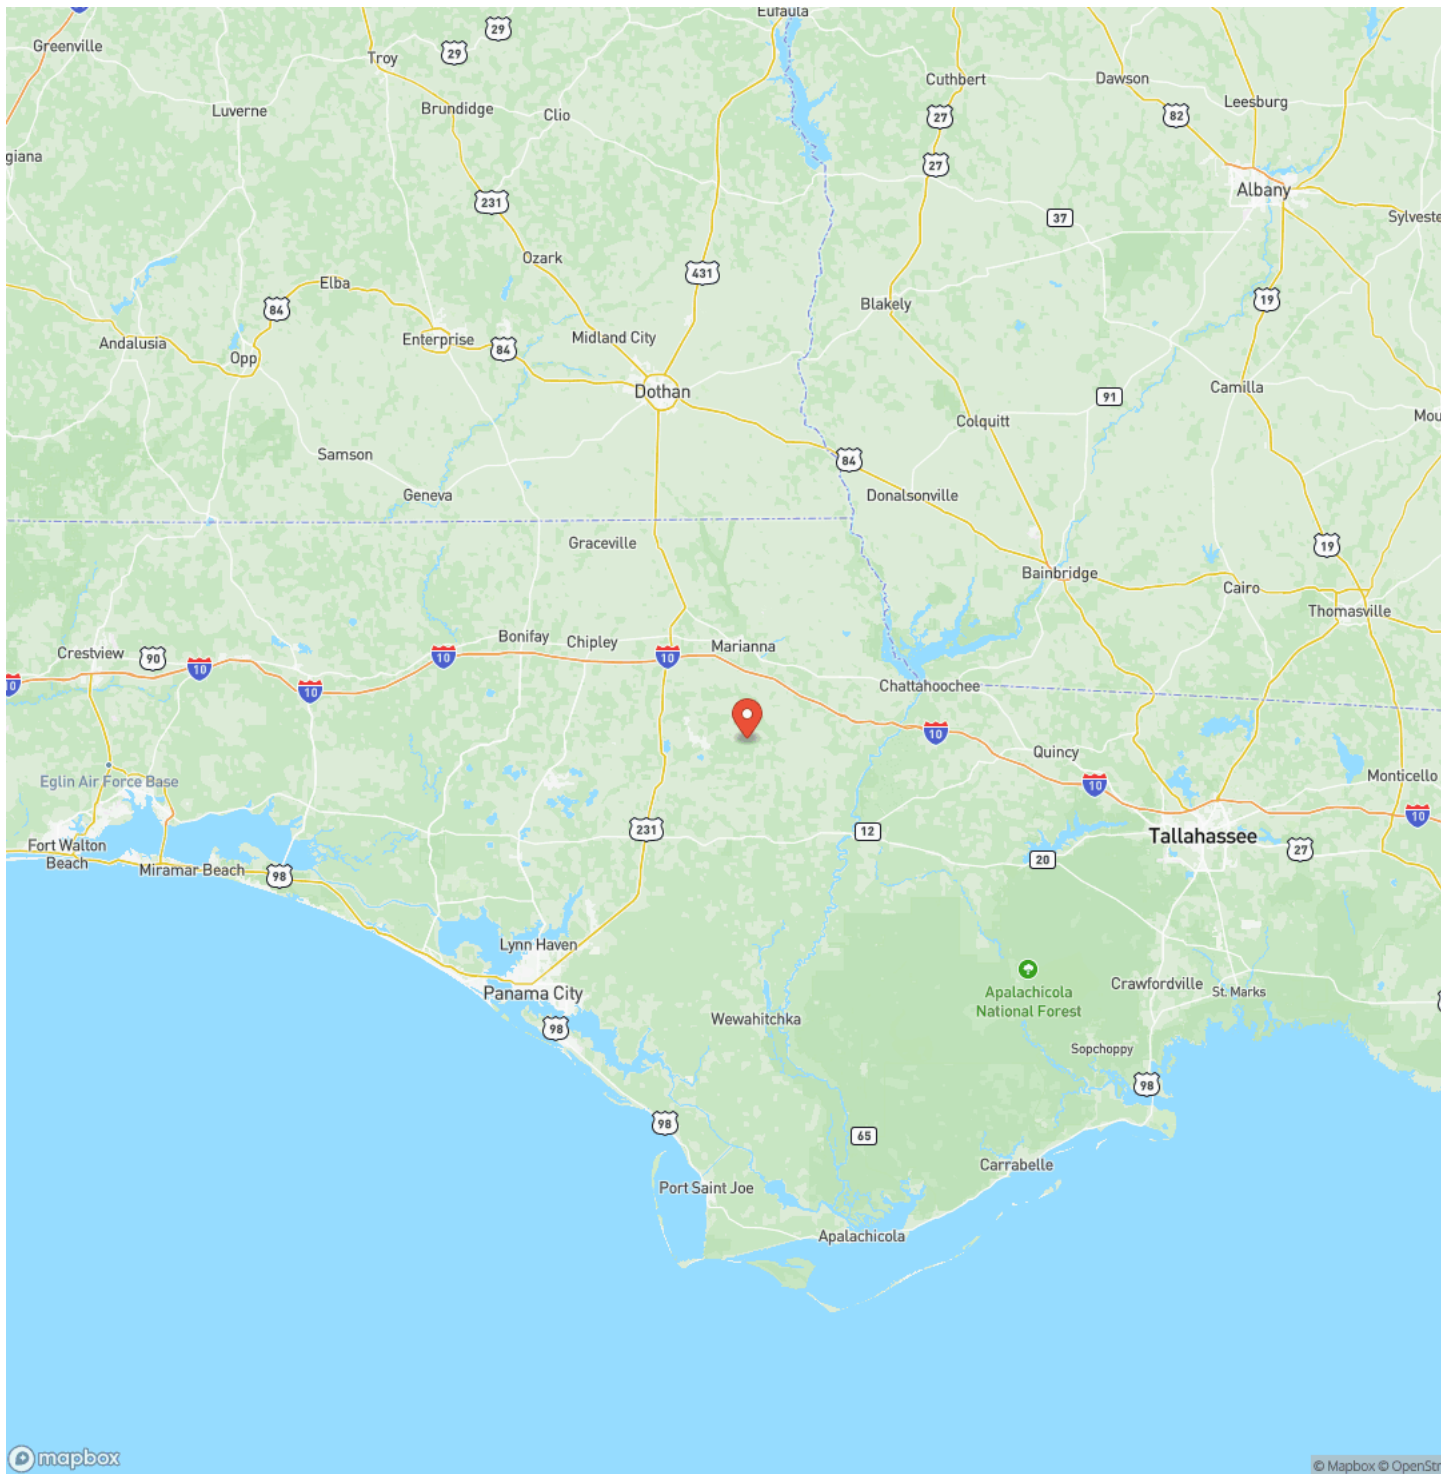 Eufaula
29
Greenville
29
Troy
Cuthbert
Dawson
Leesburg
Luverne
Brundidge
Clio
27
82
giana
27
Albany
231
37
Sylveste
Ozark
431
Elba
19
84
Blakely
Andalusia
Enterprise
84
Midland City
Opp
Dothan
Camilla
91
Mou
Colquitt
Samson
84
Geneva
Donalsonville
Graceville
19
Bainbridge
Cairo
Thomasville
Bonifay
Chipley
Marianna
Crestview
90
10
10
10
10
10
Chattahoochee
10
Quincy
Eglin Air Force Base
10
Monticello
10
231
12
Tallahassee
Fort Walton
Beach
27
20
Miramar Beach
98
Lynn Haven
Panama City
Apalachicola
National Forest
Crawfordville
St. Marks
98
Wewahitchka
Sopchoppy
98
98
65
Carrabelle
Port Saint Joe
Apalachicola
mapbox
© Mapbox © OpenStr